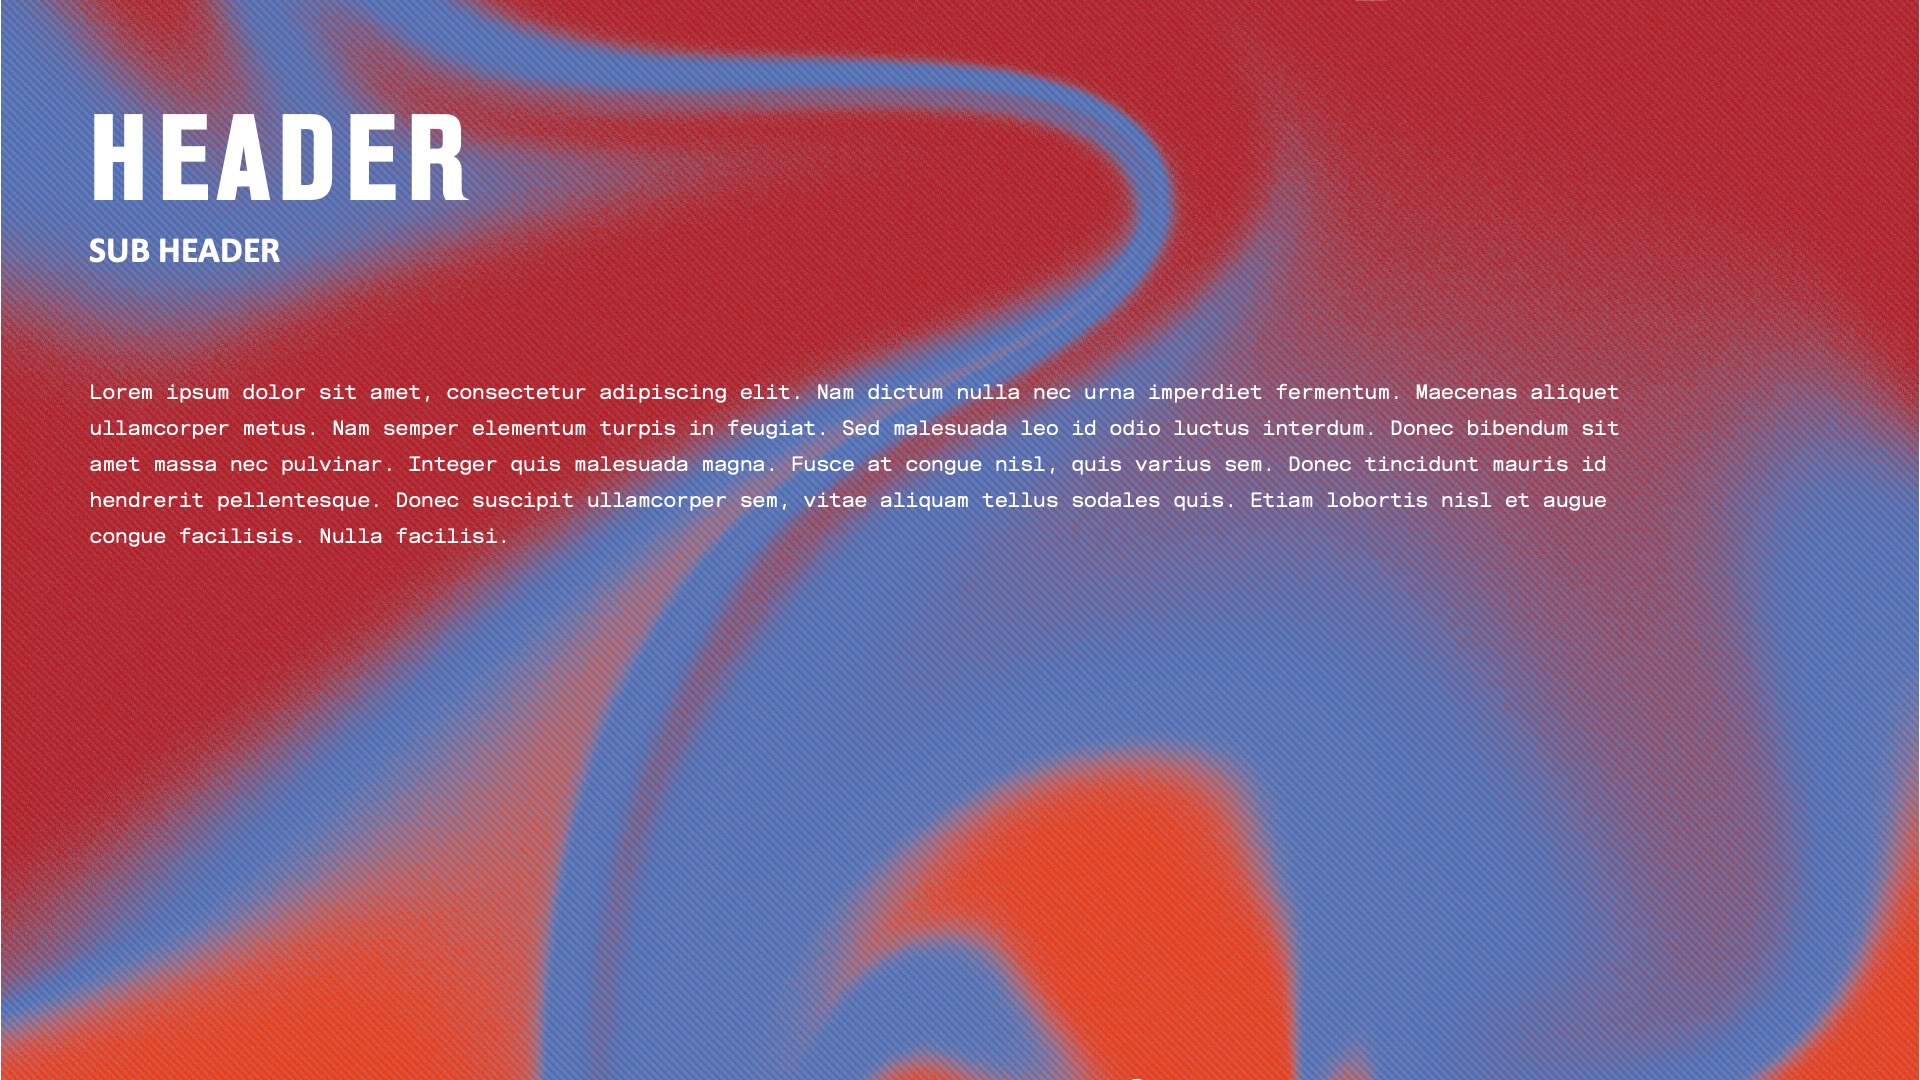 HEADER
SUB HEADER
Lorem ipsum dolor sit amet, consectetur adipiscing elit. Nam dictum nulla nec urna imperdiet fermentum. Maecenas aliquet
ullamcorper metus. Nam semper elementum turpis in feugiat. Sed malesuada leo id odio luctus interdum. Donec bibendum sit
amet massa nec pulvinar. Integer quis malesuada magna. Fusce at congue nisl, quis varius sem. Donec tincidunt mauris id
hendrerit pellentesque. Donec suscipit ullamcorper sem, vitae aliquam tellus sodales quis. Etiam lobortis nisl et augue
congue facilisis. Nulla facilisi.